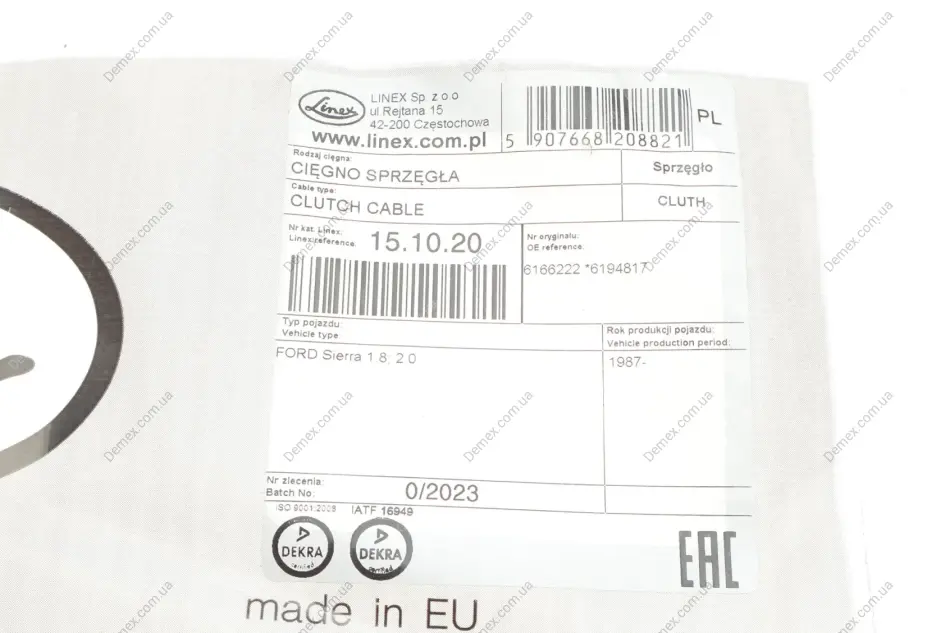 Linex
LINEX Sp z o o
ul Rejtana 15
42-200 Częstochowa
www.linex.com.pl
5 907668 208821
PL
Rodzaj cięgna:
CIĘGNO SPRZĘGŁA
Sprzęgło
Cable type:
CLUTCH CABLE
CLUTH
Nr kat. Linex:
Linex reference:
15.10.20
Nr oryginału:
OE reference:
6166222 *6194817
Typ pojazdu:
Vehicle type
Rok produkcji pojazdu:
Vehicle production period:
FORD Sierra 1.8, 2.0
1987-
Nr zlecenia:
Batch No:
0/2023
ISO 9001:2008
IATF 16949
DEKRA
certified
DEKRA
certified
EAC
made in EU
Demex.com.ua